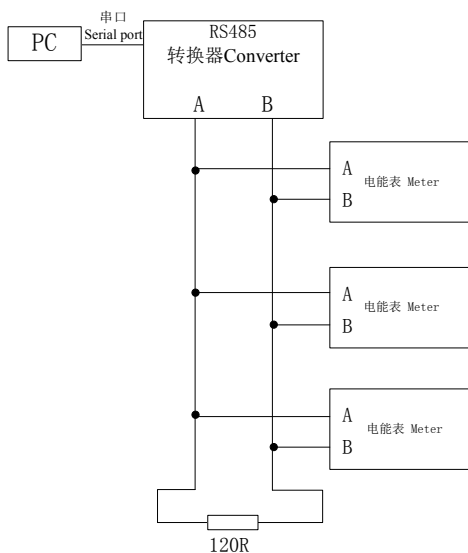 串口
Serial port
PC
RS485
转换器Converter
A B
A
电能表 Meter
B
A
电能表 Meter
B
A
电能表 Meter
B
120R